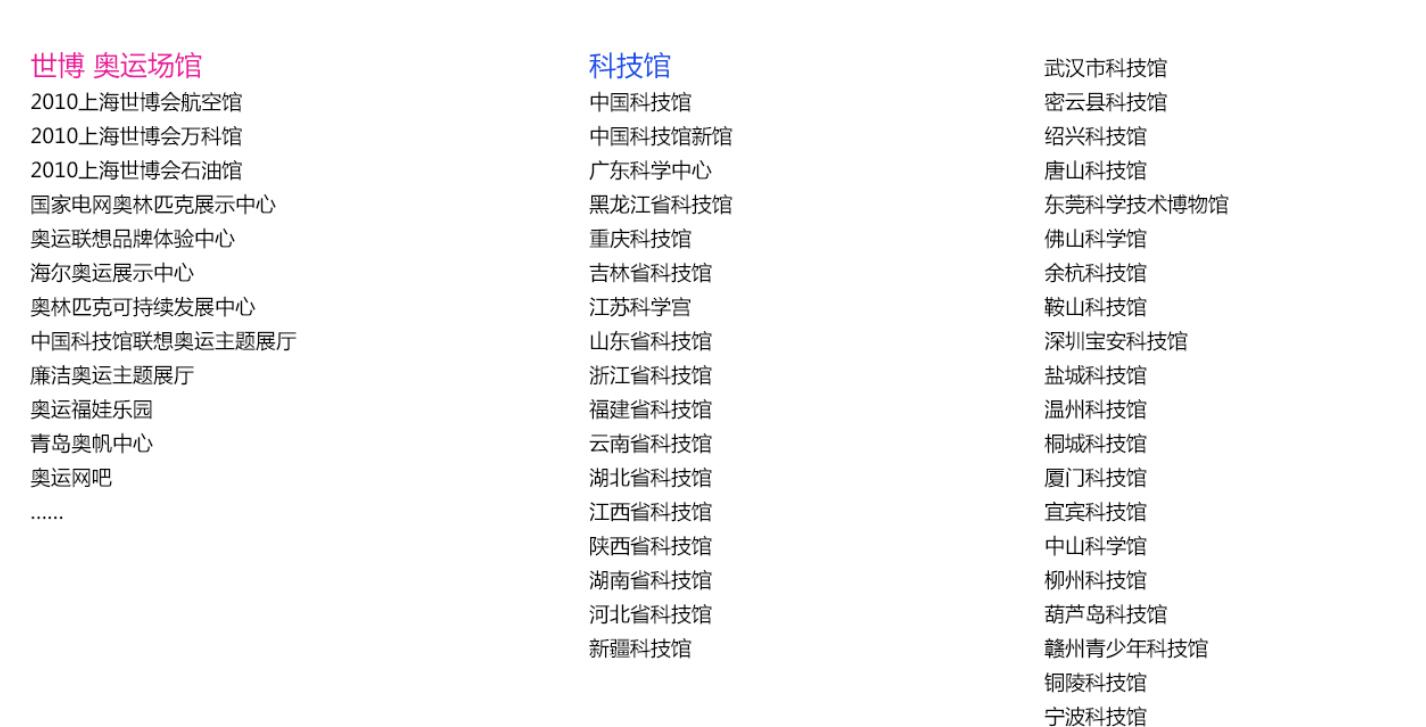 世博 奥运场馆
2010上海世博会航空馆
2010上海世博会万科馆
2010上海世博会石油馆
国家电网奥林匹克展示中心
奥运联想品牌体验中心
海尔奥运展示中心
奥林匹克可持续发展中心
中国科技馆联想奥运主题展厅
廉洁奥运主题展厅
奥运福娃乐园
青岛奥帆中心
奥运网吧
......
科技馆
中国科技馆
中国科技馆新馆
广东科学中心
黑龙江省科技馆
重庆科技馆
吉林省科技馆
江苏科学宫
山东省科技馆
浙江省科技馆
福建省科技馆
云南省科技馆
湖北省科技馆
江西省科技馆
陕西省科技馆
湖南省科技馆
河北省科技馆
新疆科技馆
武汉市科技馆
密云县科技馆
绍兴科技馆
唐山科技馆
东莞科学技术博物馆
佛山科学馆
余杭科技馆
鞍山科技馆
深圳宝安科技馆
盐城科技馆
温州科技馆
桐城科技馆
厦门科技馆
宜宾科技馆
中山科学馆
柳州科技馆
葫芦岛科技馆
赣州青少年科技馆
铜陵科技馆
宁波科技馆